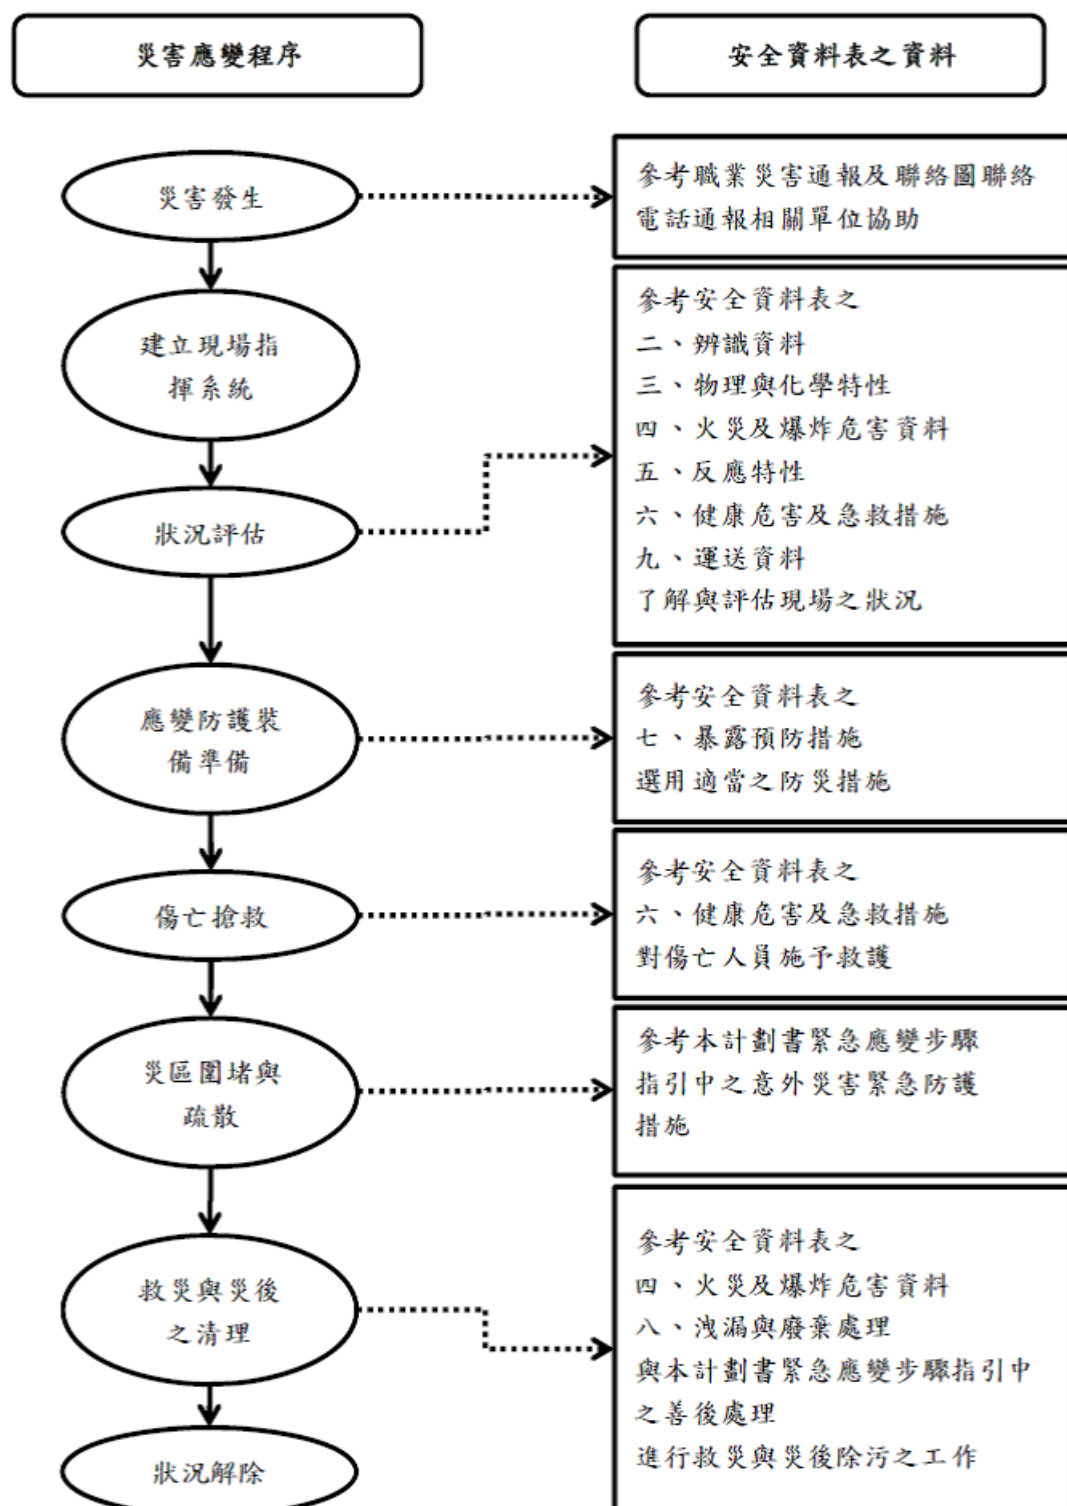 災害應變程序
安全資料表之資料
災害發生
參考職業災害通報及聯絡圖聯絡
電話通報相關單位協助
建立現場指
揮系統
狀況評估
參考安全資料表之
二、辨識資料
三、物理與化學特性
四、火災及爆炸危害資料
五、反應特性
六、健康危害及急救措施
九、運送資料
了解與評估現場之狀況
應變防護裝
備準備
參考安全資料表之
七、暴露預防措施
選用適當之防災措施
傷亡搶救
參考安全資料表之
六、健康危害及急救措施
對傷亡人員施予救護
災區圍堵與
疏散
參考本計劃書緊急應變步驟
指引中之意外災害緊急防護
措施
救災與災後
之清理
參考安全資料表之
四、火災及爆炸危害資料
八、洩漏與廢棄處理
與本計劃書緊急應變步驟指引中
之善後處理
進行救災與災後除污之工作
狀況解除